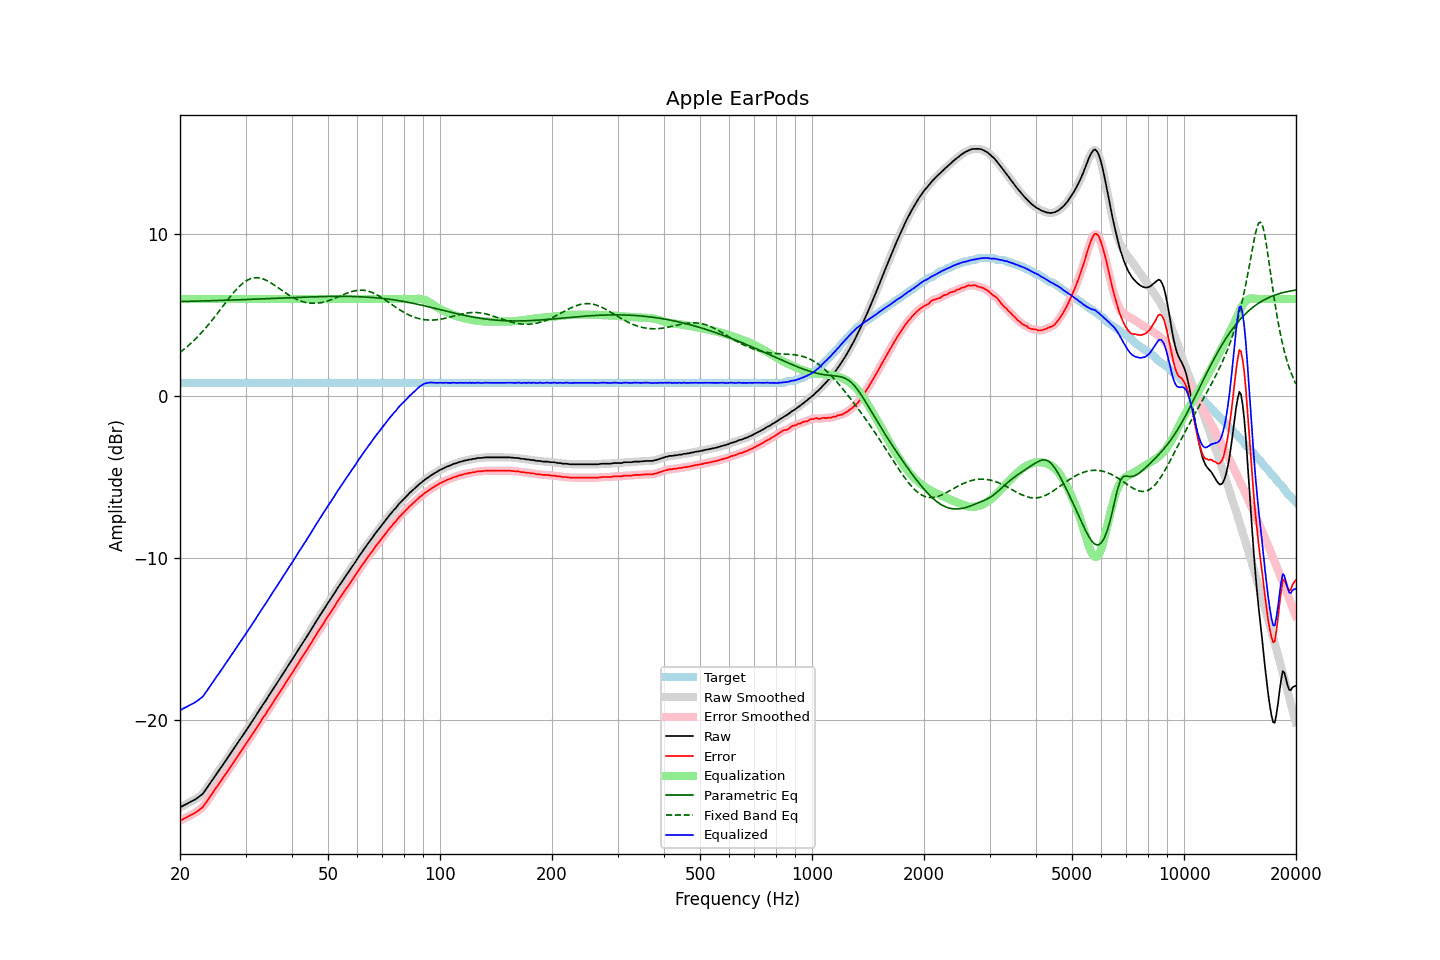 Apple EarPods
Amplitude (dBr)
10
0
−10
−20
Target
Raw Smoothed
Error Smoothed
Raw
Error
Equalization
Parametric Eq
Fixed Band Eq
Equalized
20 50 100 200 500 1000 2000 5000 10000 20000
Frequency (Hz)